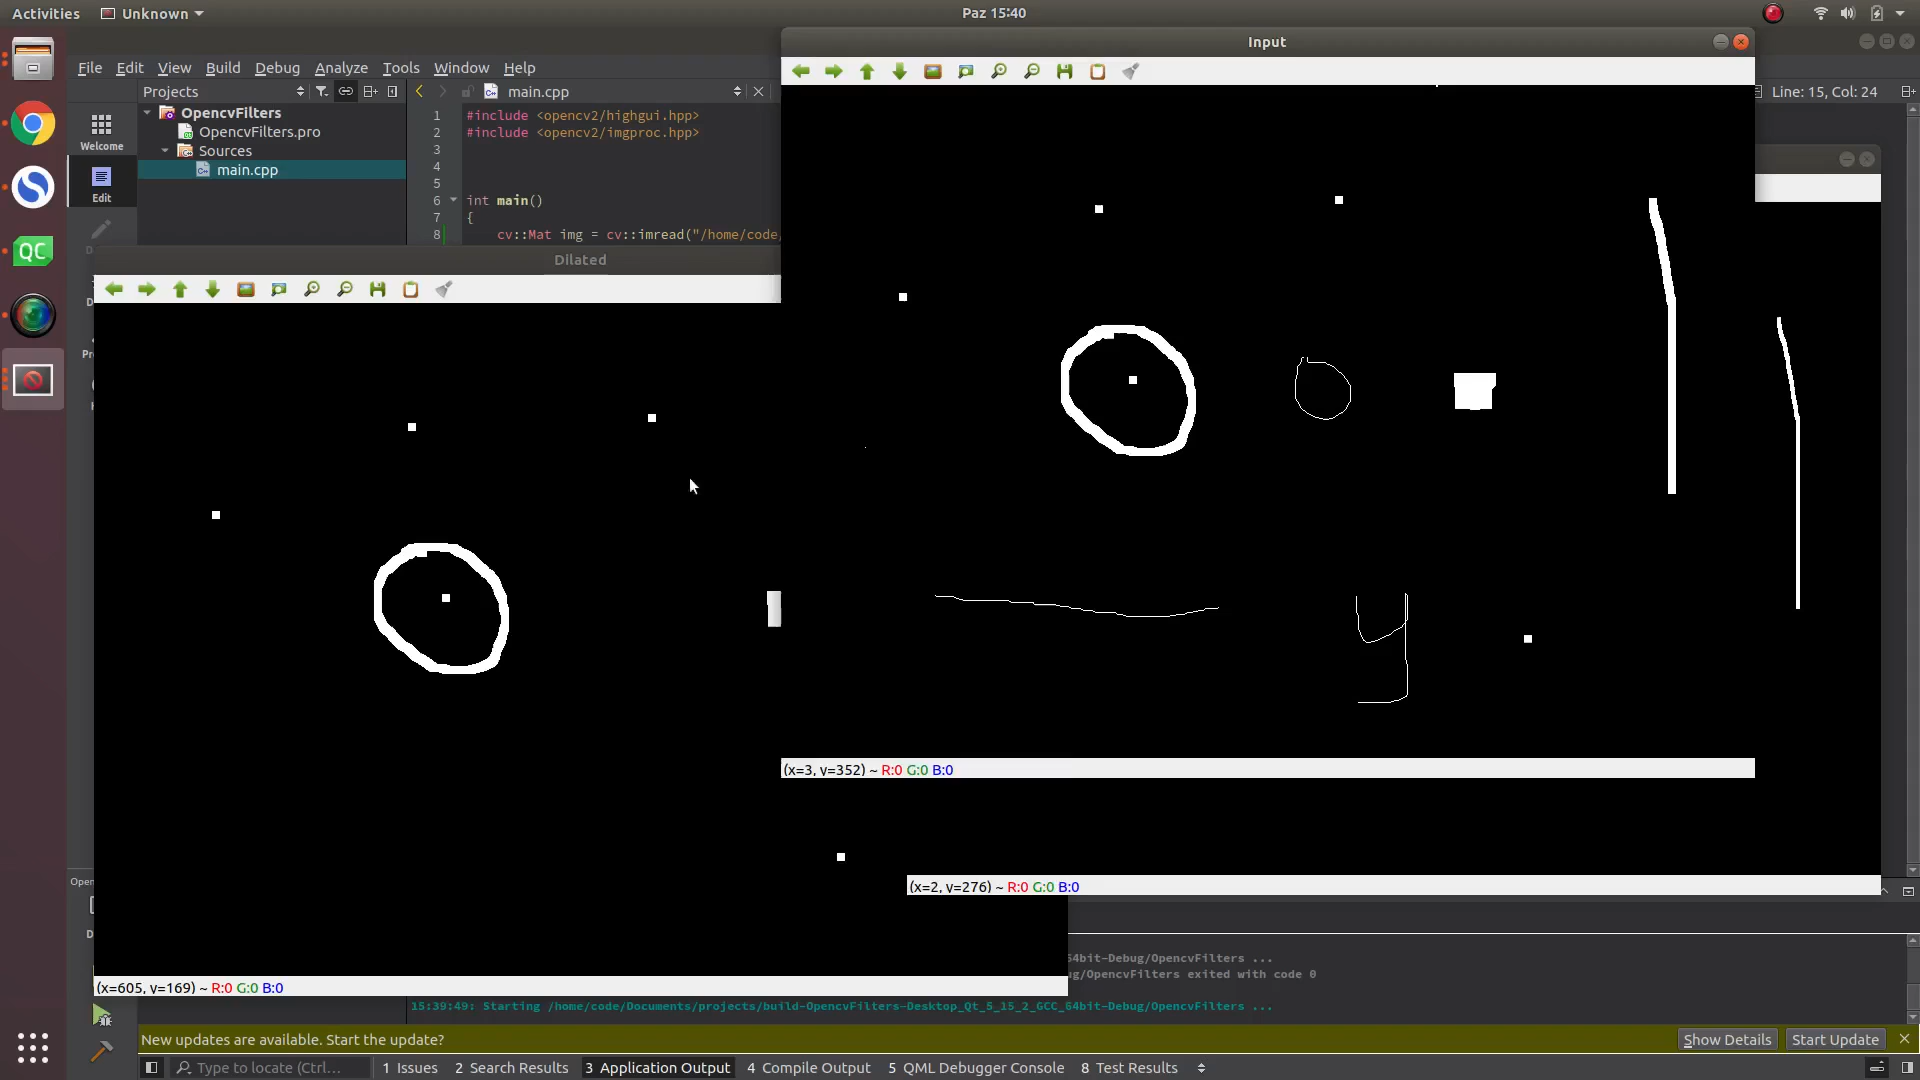 Activities
Unknown
Paz 15:40
File Edit View Build Debug Analyze Tools Window Help
Input
Projects
main.cpp
Line: 15, Col: 24
OpencvFilters
OpencvFilters.pro
Sources
main.cpp
Welcome
Edit
1 #include <opencv2/highgui.hpp>
2 #include <opencv2/imgproc.hpp>
3
4
5
6 int main()
7 {
8 cv::Mat img = cv::imread("/home/code,
QC
Dilated
(x=3, y=352) ~ R:0 G:0 B:0
(x=2, y=276) ~ R:0 G:0 B:0
Open
64bit-Debug/OpencvFilters ...
ug/OpencvFilters exited with code 0
(x=605, y=169) ~ R:0 G:0 B:0
15:39:49: Starting /home/code/Documents/projects/build-OpencvFilters-Desktop_Qt_5_15_2_GCC_64bit-Debug/OpencvFilters ...
New updates are available. Start the update?
Show Details
Start Update
Type to locate (Ctrl...
1 Issues
2 Search Results
3 Application Output
4 Compile Output
5 QML Debugger Console
8 Test Results